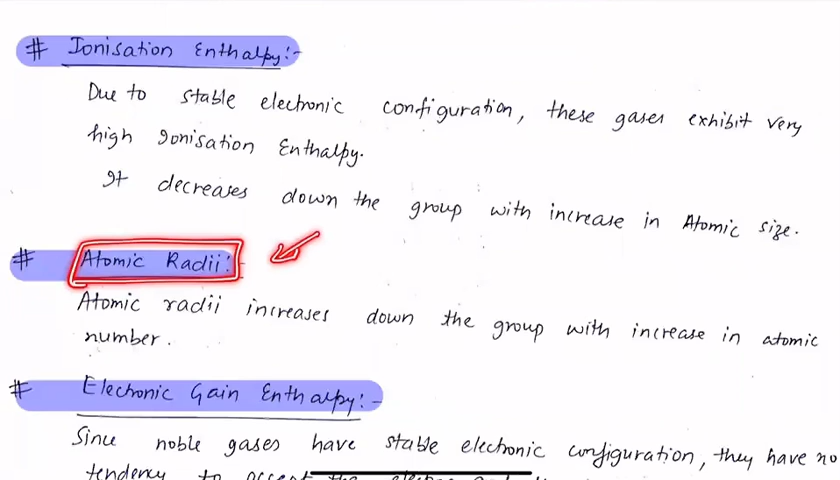 # Ionisation Enthalpy:-
Due to stable electronic configuration, these gases exhibit very
high Ionisation Enthalpy.
It decreases down the group with increase in Atomic size.
# Atomic Radii:-
Atomic radii increases down the group with increase in atomic
number.
# Electronic Gain Enthalpy:-
Since noble gases have stable electronic configuration, they have no
tendency to accept the